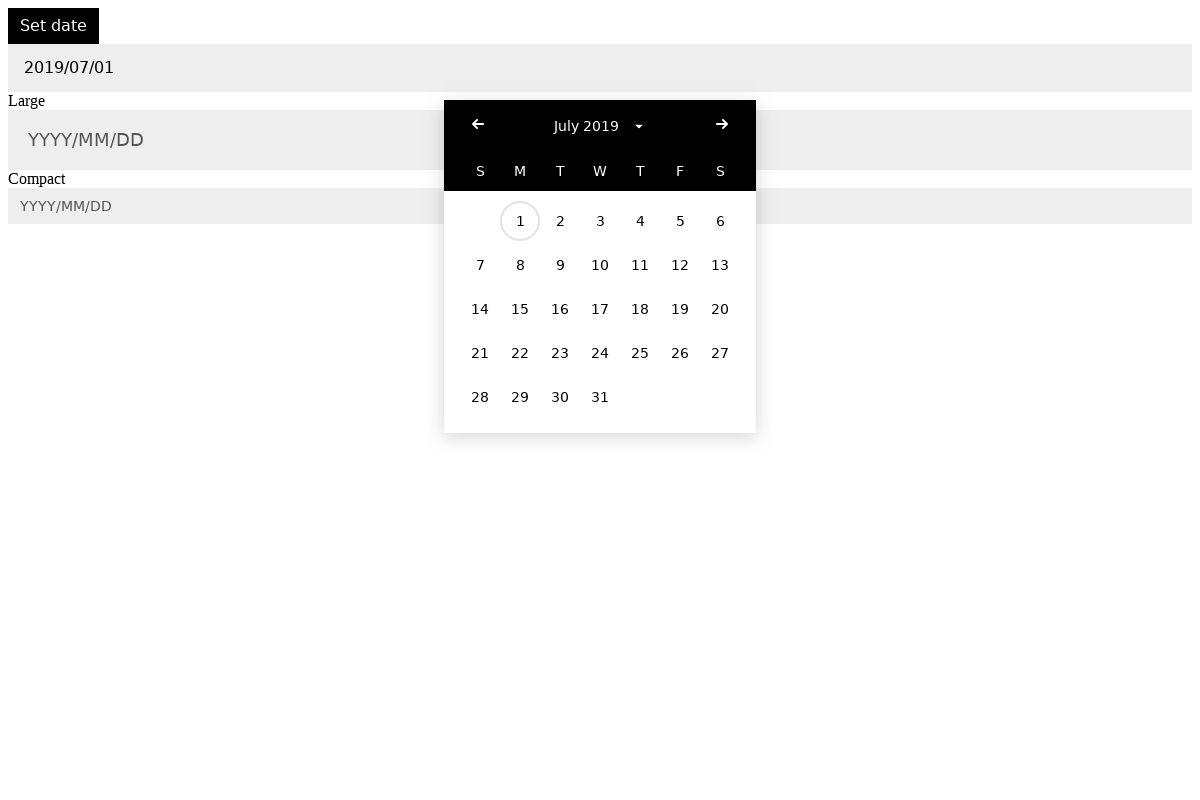 Set date
2019/07/01
Large
YYYY/MM/DD
Compact
YYYY/MM/DD
July 2019
S M T W T F S
1 2 3 4 5 6
7 8 9 10 11 12 13
14 15 16 17 18 19 20
21 22 23 24 25 26 27
28 29 30 31